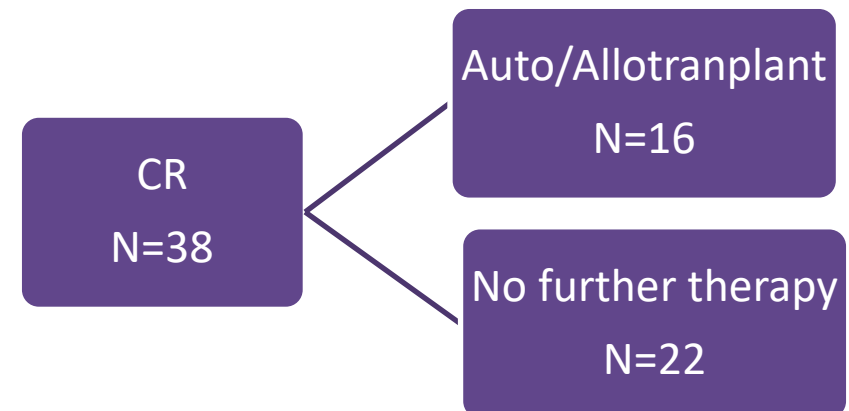 CR
N=38
Auto/Allotranplant
N=16
No further therapy
N=22